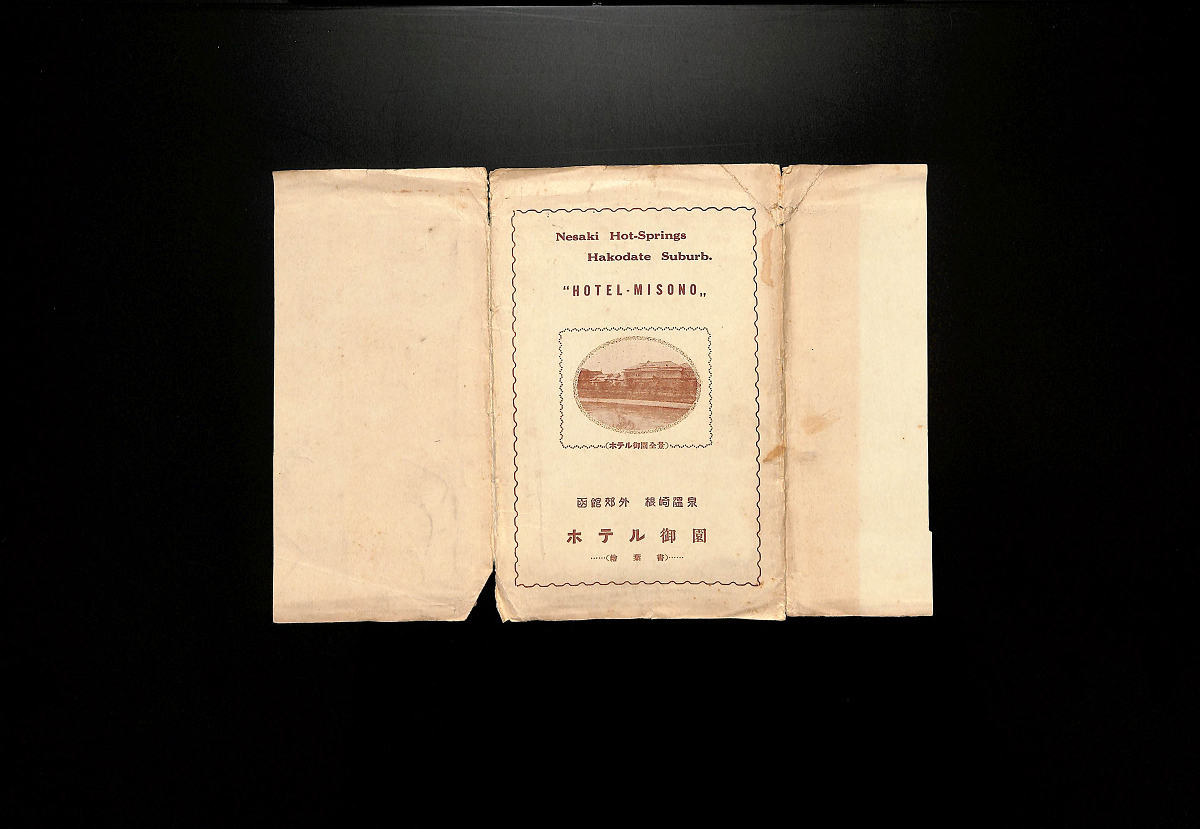 Nesaki Hot-Springs
Hakodate Suburb.
“HOTEL-MISONO„
(ホテル御園全景)
函館郊外 根崎温泉
ホテル御園
……(繪葉書)……